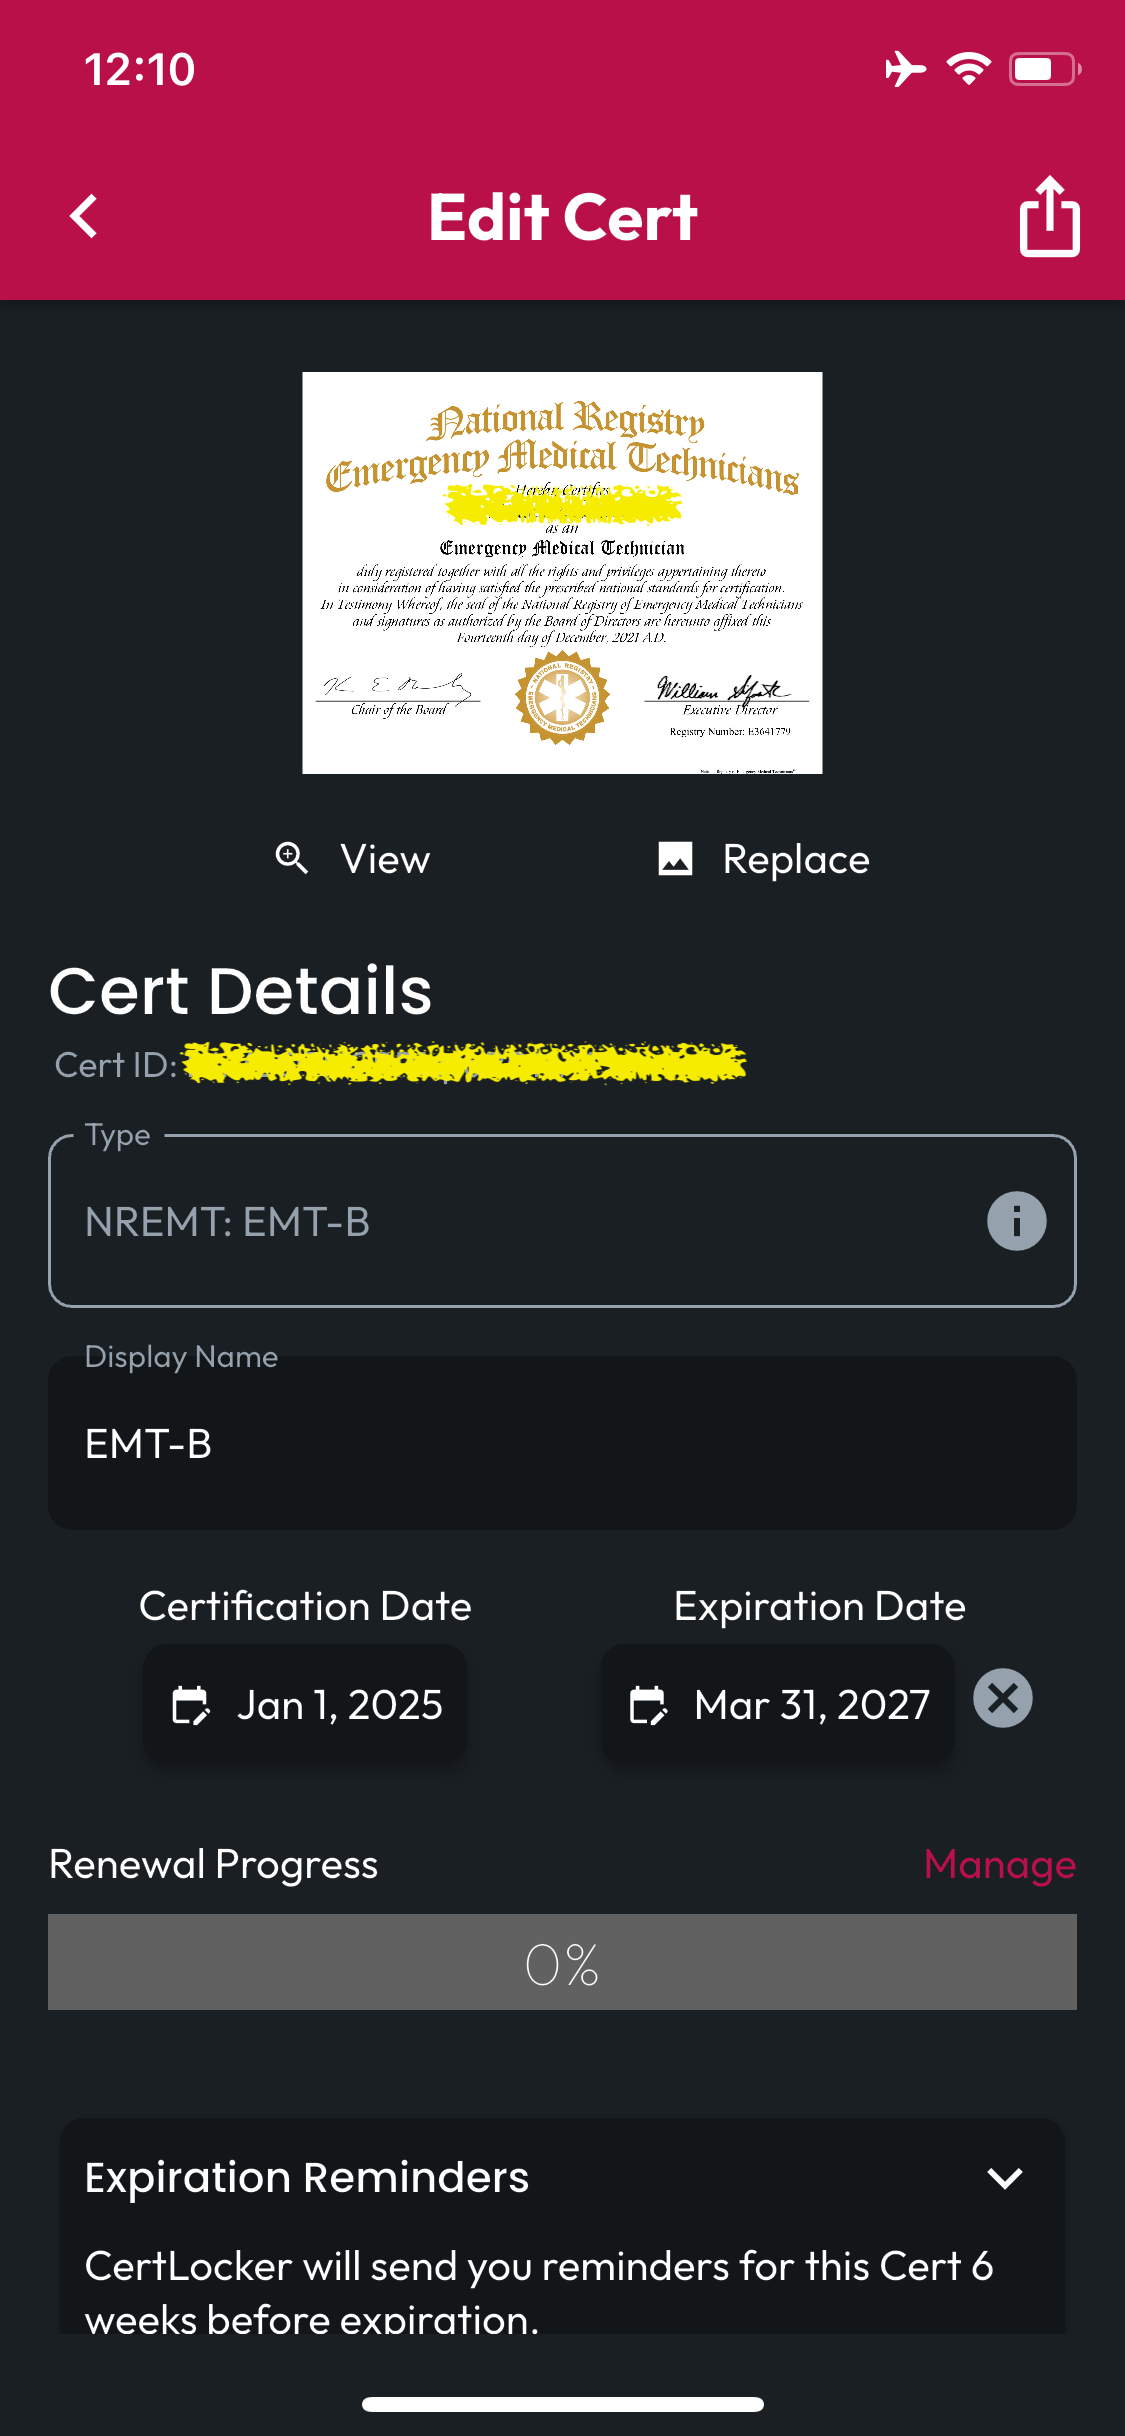 12:10
Edit Cert
National Registry
Emergency Medical Technicians
Hereby Certifies
as an
Emergency Medical Technician
duly registered together with all the rights and privileges appertaining thereto
in consideration of having satisfied the prescribed national standards for certification.
In Testimony Whereof, the seal of the National Registry of Emergency Medical Technicians
and signatures as authorized by the Board of Directors are hereunto affixed this
Fourteenth day of December, 2021 A.D.
NATIONAL REGISTRY
EMERGENCY MEDICAL TECHNICIANS
Chair of the Board
Executive Director
Registry Number: E3641779
View
Replace
Cert Details
Cert ID:
Type
NREMT: EMT-B
Display Name
EMT-B
Certification Date
Expiration Date
Jan 1, 2025
Mar 31, 2027
Renewal Progress
Manage
0%
Expiration Reminders
CertLocker will send you reminders for this Cert 6
weeks before expiration.